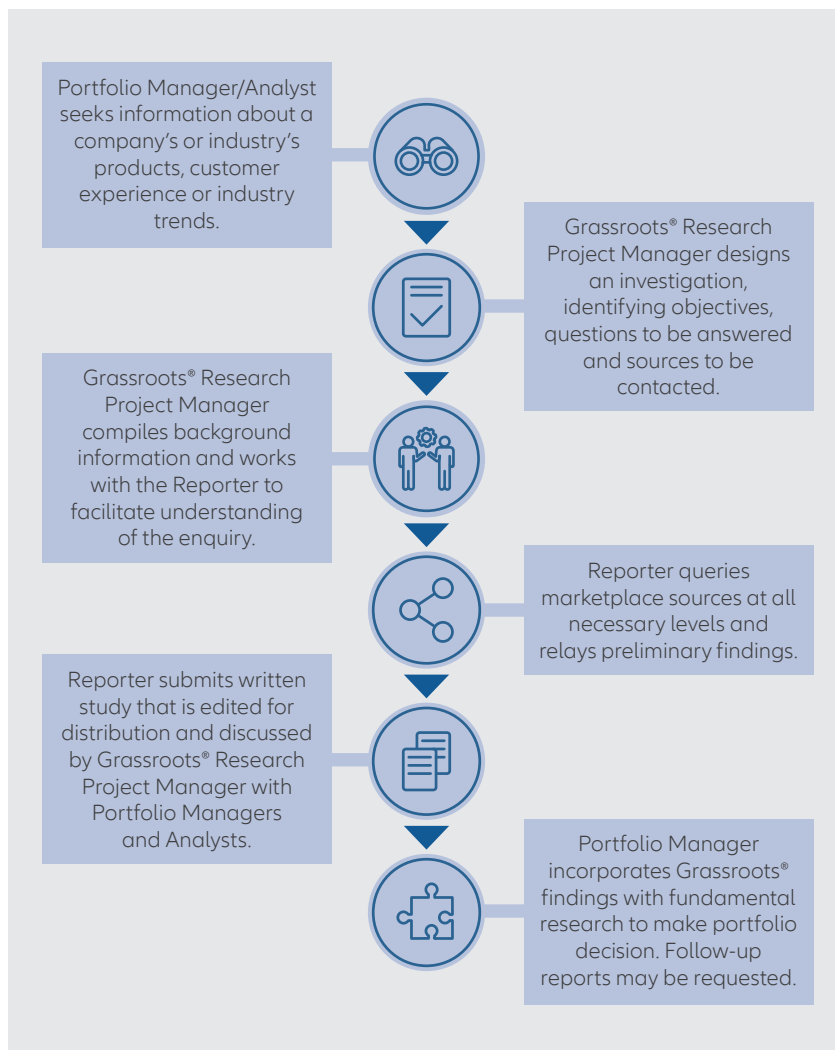 Portfolio Manager/Analyst
seeks information about a
company’s or industry’s
products, customer
experience or industry
trends.
Grassroots® Research
Project Manager designs
an investigation,
identifying objectives,
questions to be answered
and sources to be
contacted.
Grassroots® Research
Project Manager
compiles background
information and works
with the Reporter to
facilitate understanding
of the enquiry.
Reporter queries
marketplace sources at all
necessary levels and
relays preliminary findings.
Reporter submits written
study that is edited for
distribution and discussed
by Grassroots® Research
Project Manager with
Portfolio Managers
and Analysts.
Portfolio Manager
incorporates Grassroots®
findings with fundamental
research to make portfolio
decision. Follow-up
reports may be requested.